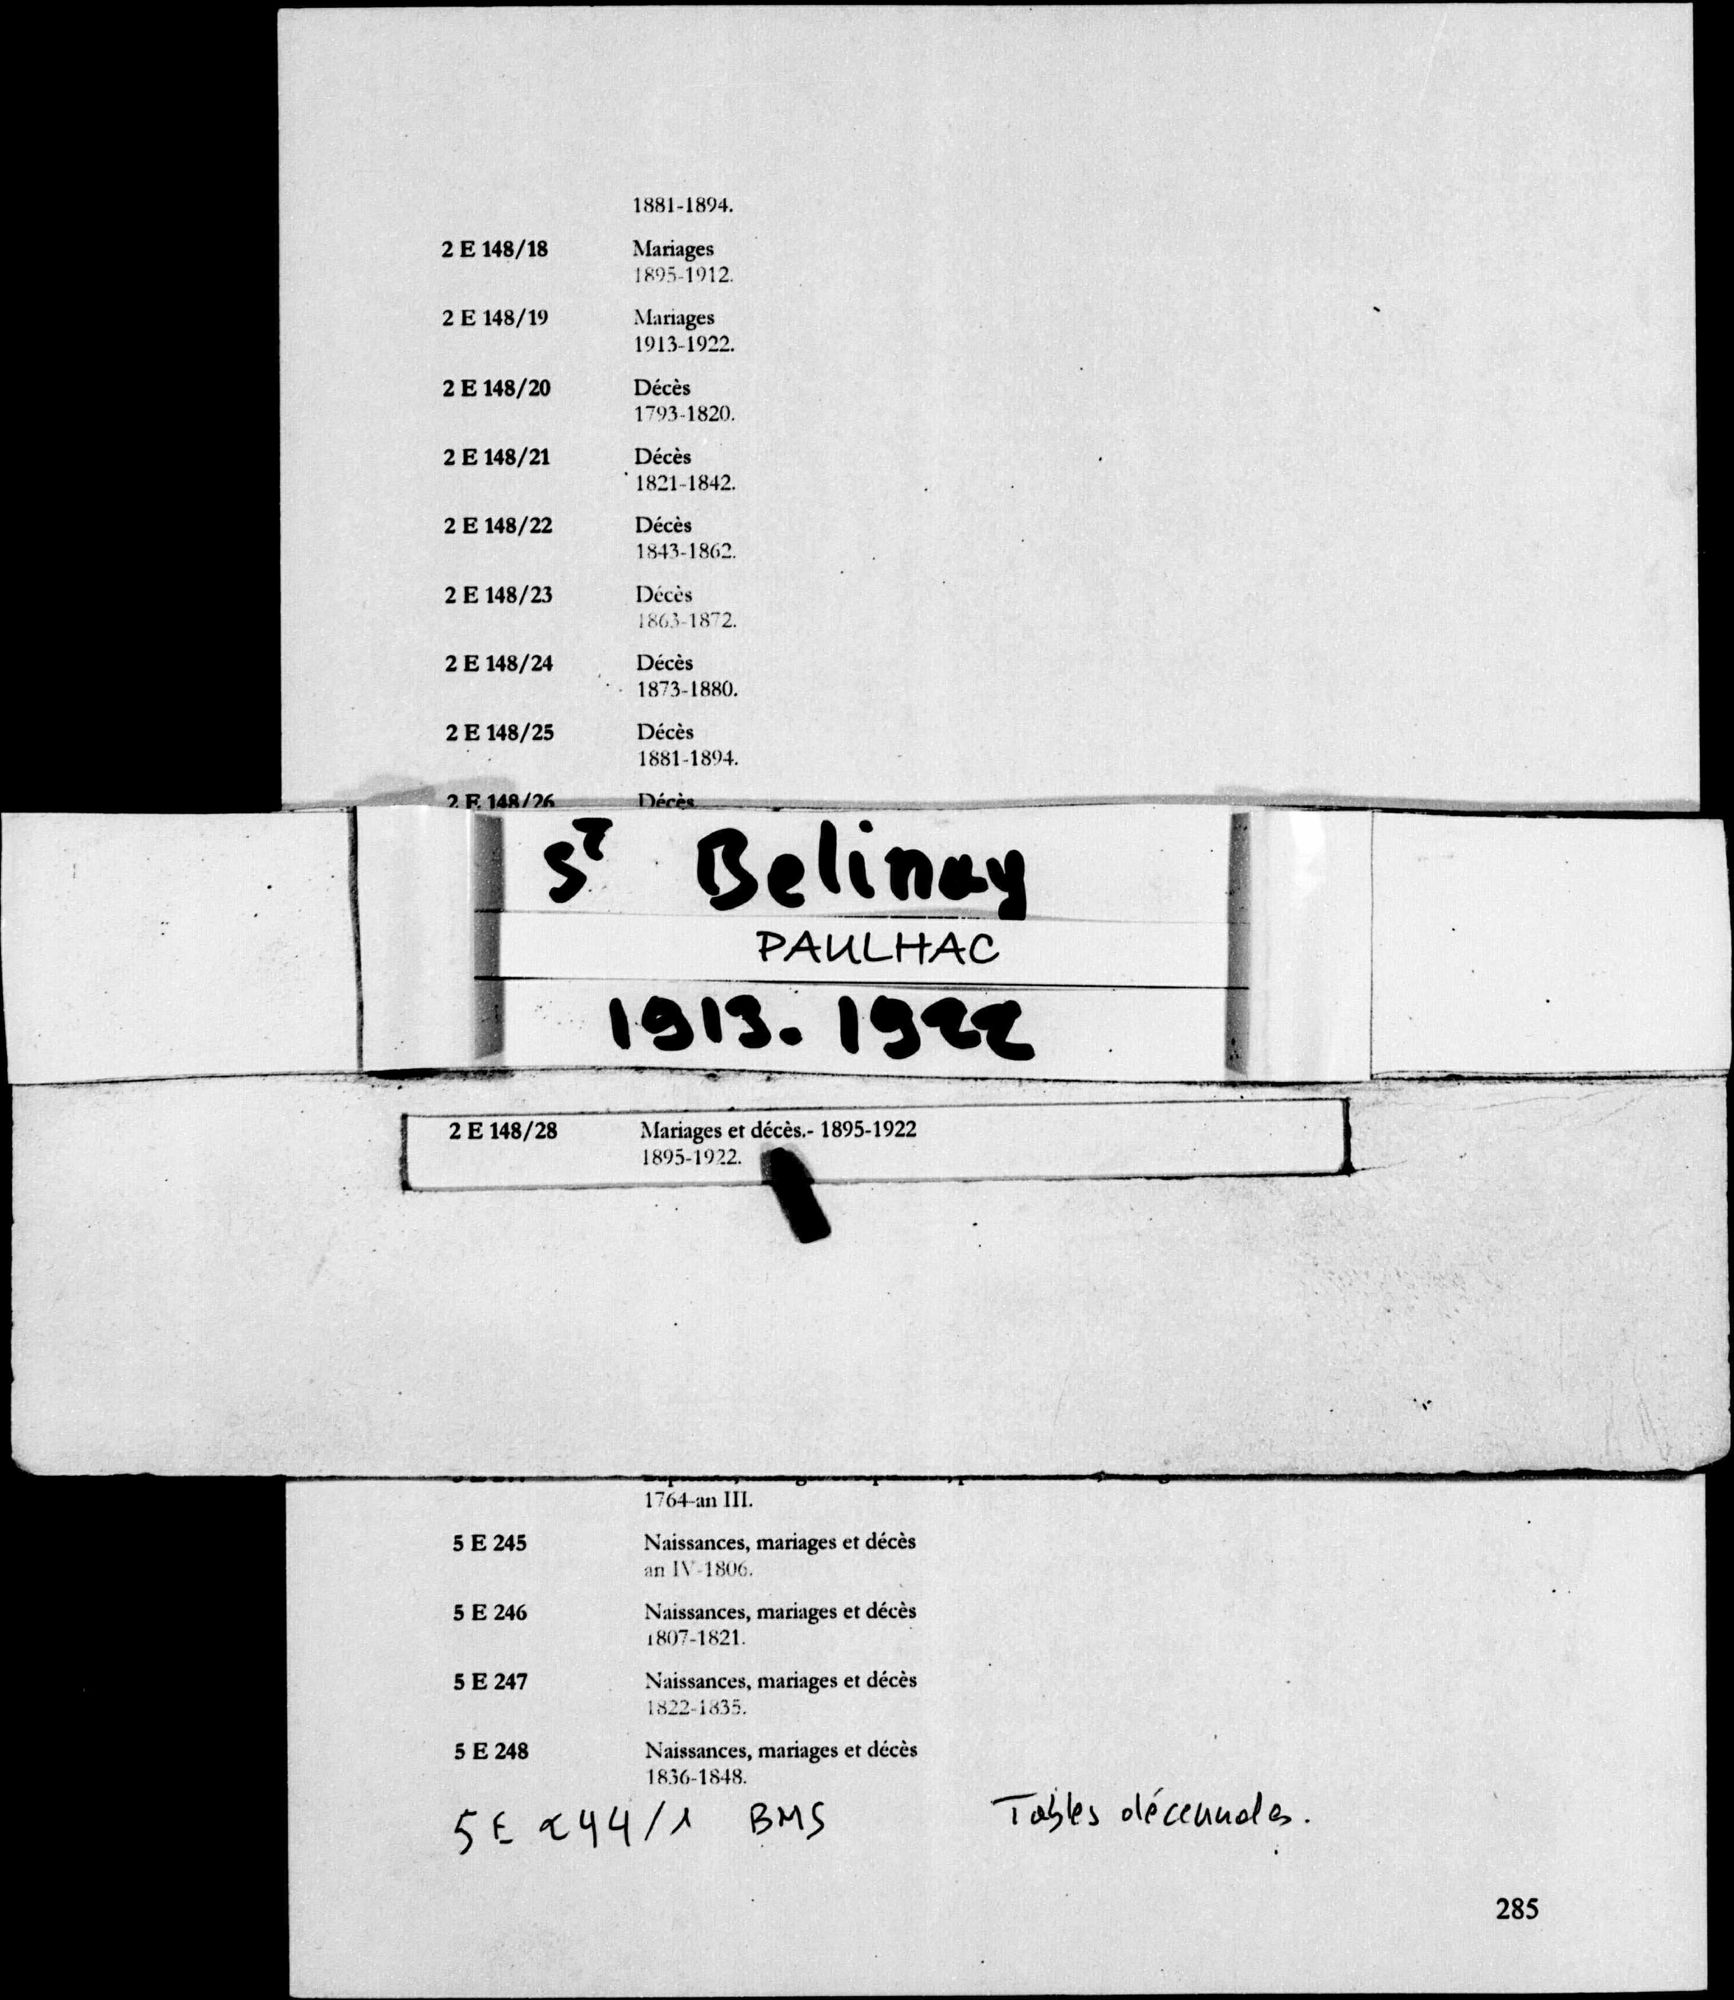 1881-1894.
2 E 148/18 Mariages
1895-1912.
2 E 148/19 Mariages
1913-1922.
2 E 148/20 Décès
1793-1820.
2 E 148/21 Décès
1821-1842.
2 E 148/22 Décès
1843-1862.
2 E 148/23 Décès
1863-1872.
2 E 148/24 Décès
1873-1880.
2 E 148/25 Décès
1881-1894.
2 E 148/26 Décès
St Belinay
PAULHAC
1913. 1922
2 E 148/28 Mariages et décès.- 1895-1922
1895-1922.
1764-an III.
5 E 245 Naissances, mariages et décès
an IV-1806.
5 E 246 Naissances, mariages et décès
1807-1821.
5 E 247 Naissances, mariages et décès
1822-1835.
5 E 248 Naissances, mariages et décès
1836-1848.
5 E 244/1 BMS Tables décennales.
285